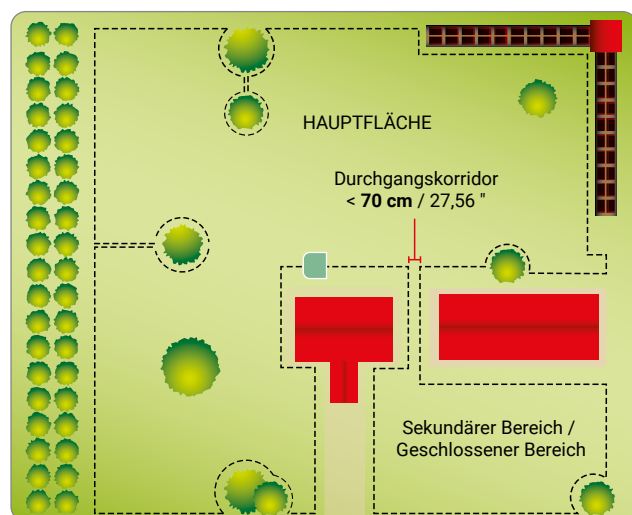 HAUPTFLÄCHE
Durchgangskorridor
< 70 cm / 27,56 "
Sekundärer Bereich /
Geschlossener Bereich